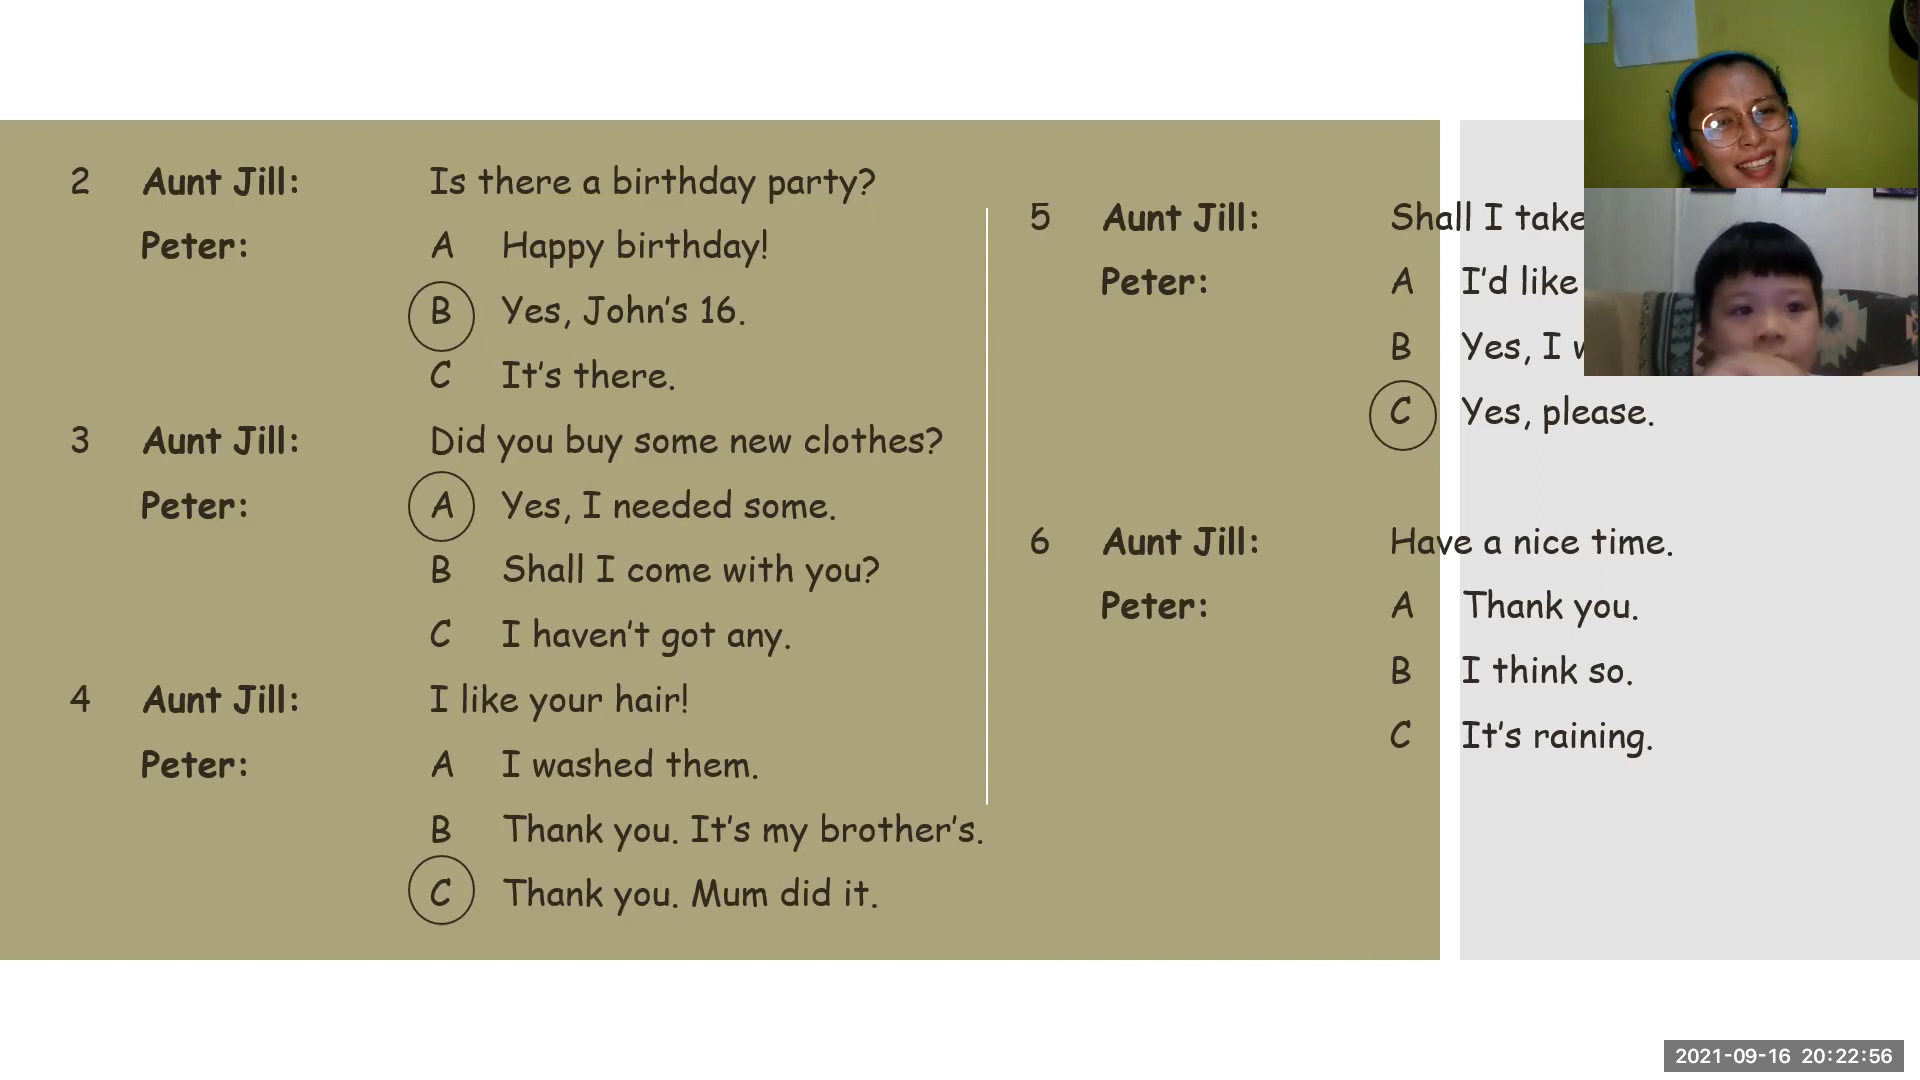 2 Aunt Jill: Is there a birthday party?
Peter: A Happy birthday!
B Yes, John's 16.
C It's there.
3 Aunt Jill: Did you buy some new clothes?
Peter: A Yes, I needed some.
B Shall I come with you?
C I haven't got any.
4 Aunt Jill: I like your hair!
Peter: A I washed them.
B Thank you. It's my brother's.
C Thank you. Mum did it.
5 Aunt Jill: Shall I take
Peter: A I'd like
B Yes, I
C Yes, please.
6 Aunt Jill: Have a nice time.
Peter: A Thank you.
B I think so.
C It's raining.
2021-09-16 20:22:56